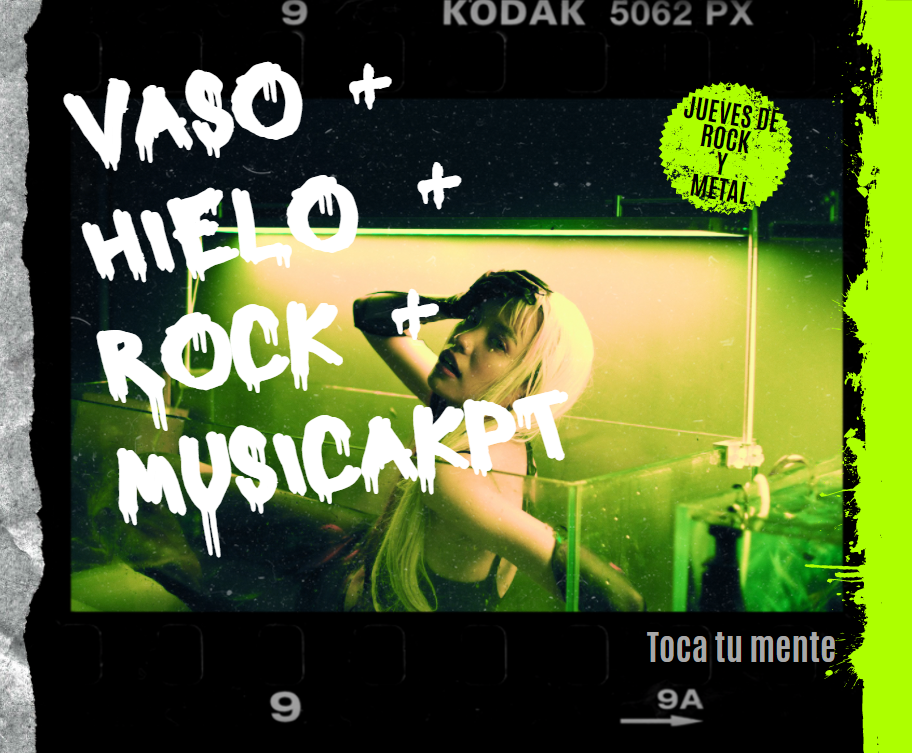 9 KODAK 5062 PX
VASO +
HIELO +
ROCK +
MUSICAKPT
JUEVES DE
ROCK
Y
METAL
Toca tu mente
9 9A